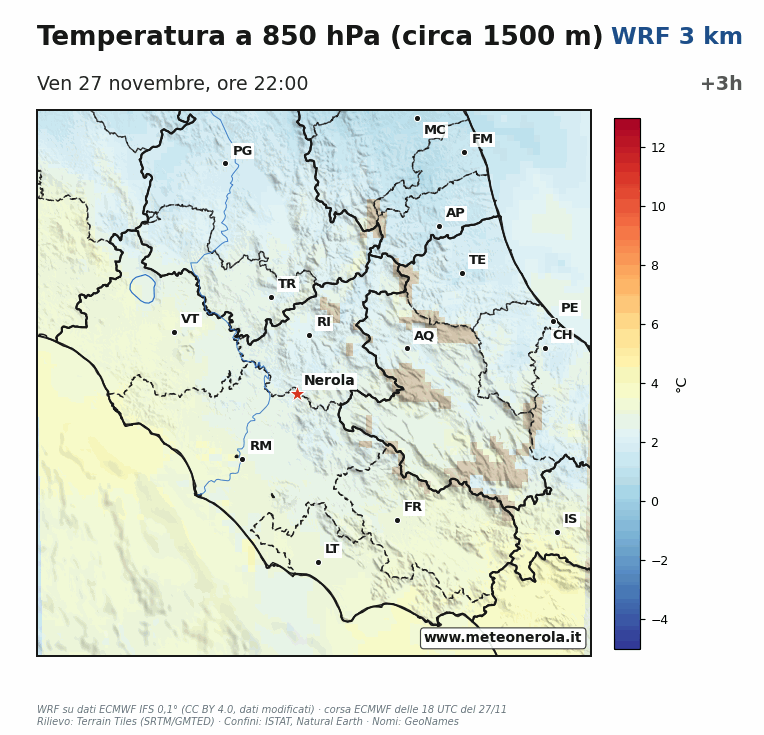 Temperatura a 850 hPa (circa 1500 m) WRF 3 km
Ven 27 novembre, ore 22:00 +3h
MC
FM
PG
AP
TE
TR
PE
VT
RI
AQ
CH
Nerola
RM
FR
IS
LT
12
10
8
6
4
2
0
−2
−4
°C
www.meteonerola.it
WRF su dati ECMWF IFS 0,1° (CC BY 4.0, dati modificati) · corsa ECMWF delle 18 UTC del 27/11
Rilievo: Terrain Tiles (SRTM/GMTED) · Confini: ISTAT, Natural Earth · Nomi: GeoNames